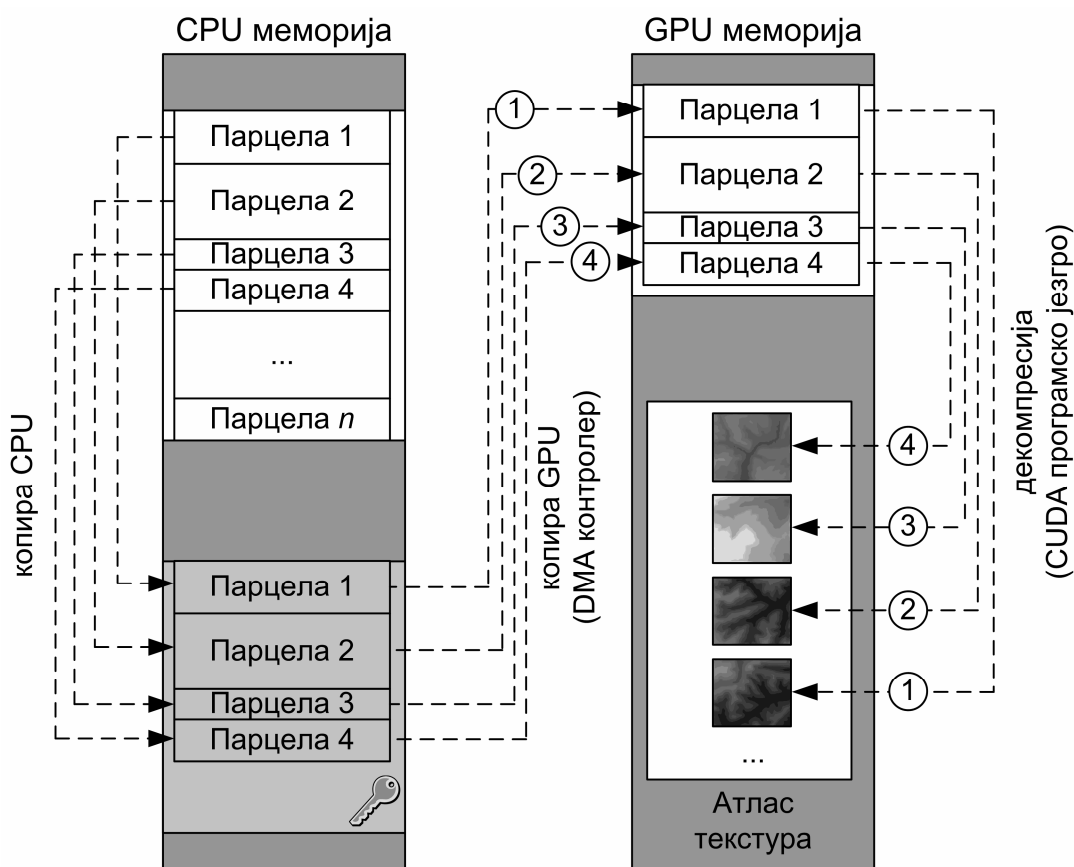 CPU меморија
GPU меморија
Парцела 1
Парцела 2
Парцела 3
Парцела 4
...
Парцела n
копира CPU
Парцела 1
Парцела 2
Парцела 3
Парцела 4
1
2
3
4
копира GPU
(DMA контролер)
Парцела 1
Парцела 2
Парцела 3
Парцела 4
декомпресија
(CUDA програмско језгро)
4
3
2
1
...
Атлас
текстура